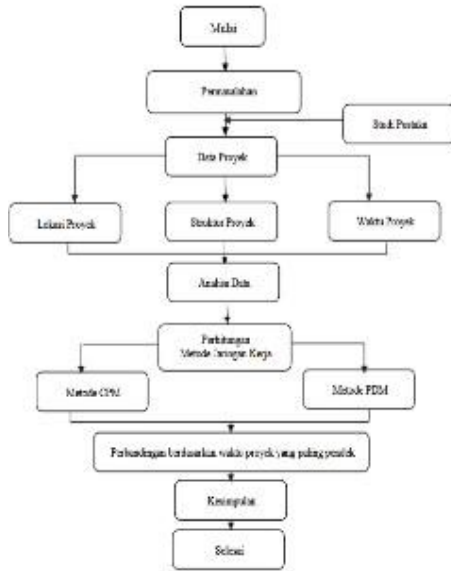 Mulai
Permasalahan
Studi Pustaka
Data Proyek
Lokasi Proyek
Struktur Proyek
Waktu Proyek
Analisa Data
Perhitungan
Metode Jaringan Kerja
Metode CPM
Metode PDM
Perbandingan berdasarkan waktu proyek yang paling pendek
Kesimpulan
Selesai